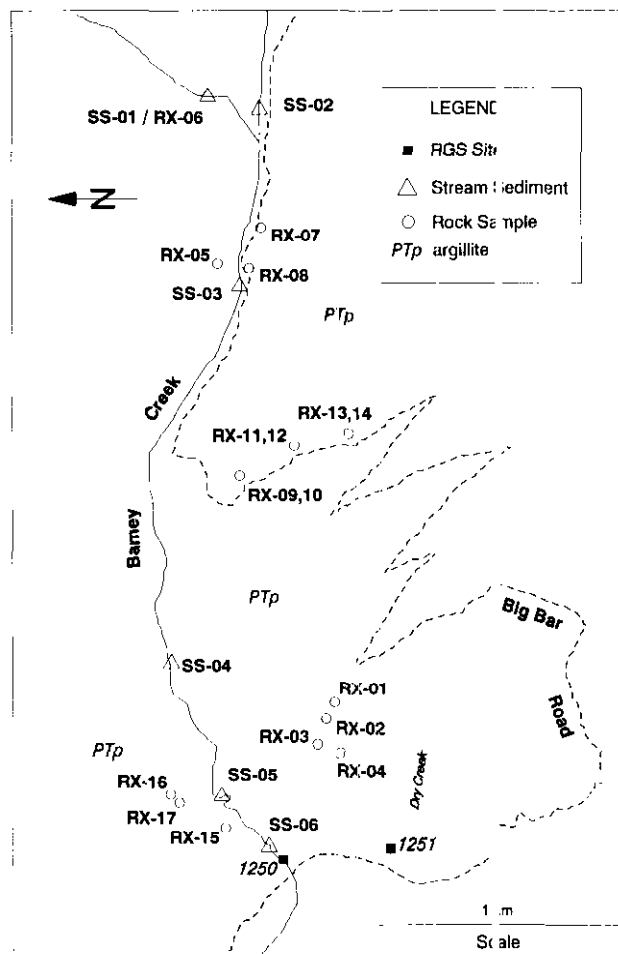 SS-01 / RX-06
SS-02
LEGEND
RGS Site
Stream Sediment
Rock Sample
PTp argillite
N
RX-07
RX-05
RX-08
SS-03
PTp
Creek
RX-13,14
RX-11,12
RX-09,10
Barney
PTp
Big Bar
Road
SS-04
RX-01
RX-02
RX-03
RX-04
PTp
Dry Creek
RX-16
SS-05
RX-17
RX-15
SS-06
1250
1251
Scale